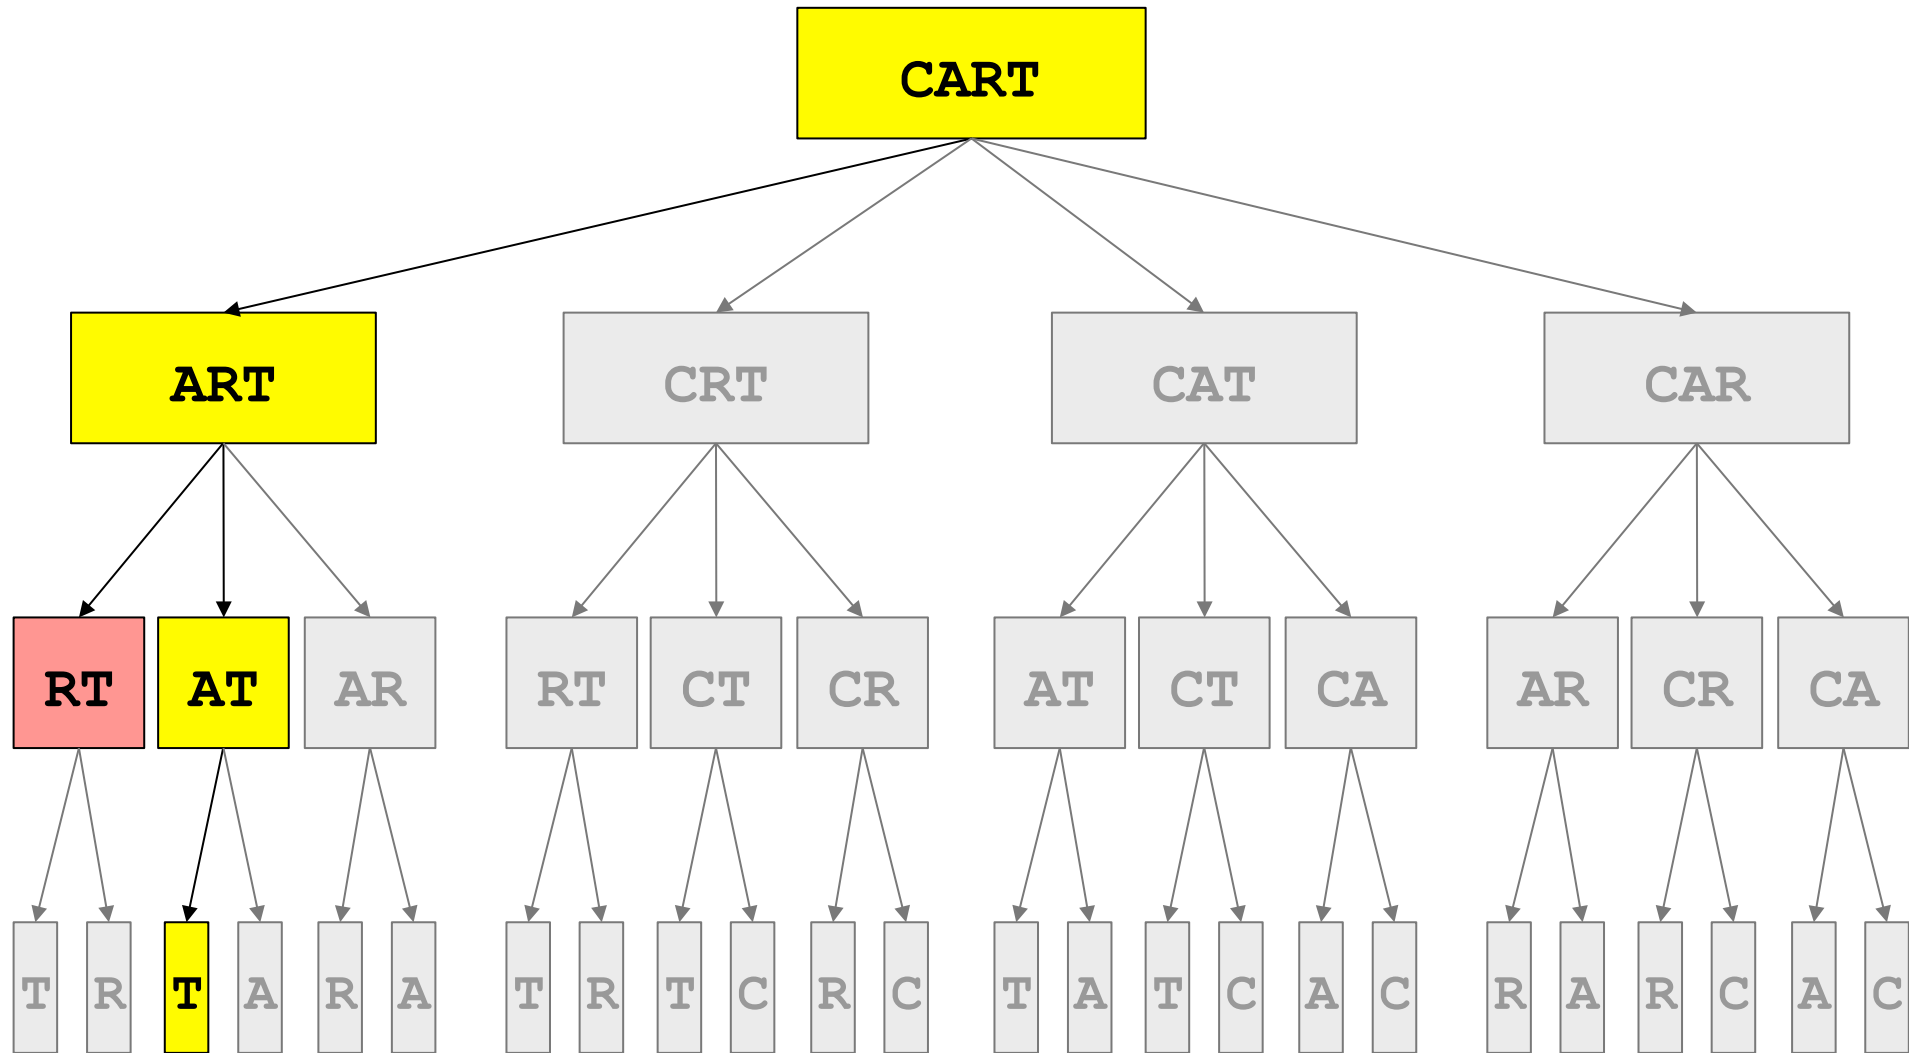 CART
ART CRT CAT CAR
RT AT AR RT CT CR AT CT CA AR CR CA
T R T A R A T R T C R C T A T C A C R A R C A C